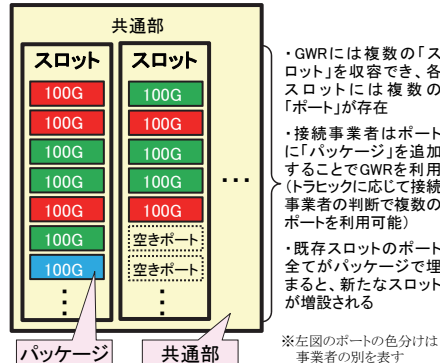 共通部
スロット
100G
100G
100G
100G
100G
100G
100G
・
・
・
スロット
100G
100G
100G
100G
100G
空きポート
空きポート
・
・
・
・・・
パッケージ
共通部
・GWRには複数の「ス
ロット」を収容でき、各
スロットには複数の
「ポート」が存在
・接続事業者はポート
に「パッケージ」を追加
することでGWRを利用
(トラヒックに応じて接続
事業者の判断で複数の
ポートを利用可能)
・既存スロットのポート
全てがパッケージで埋
まると、新たなスロット
が増設される
※左図のポートの色分けは
事業者の別を表す